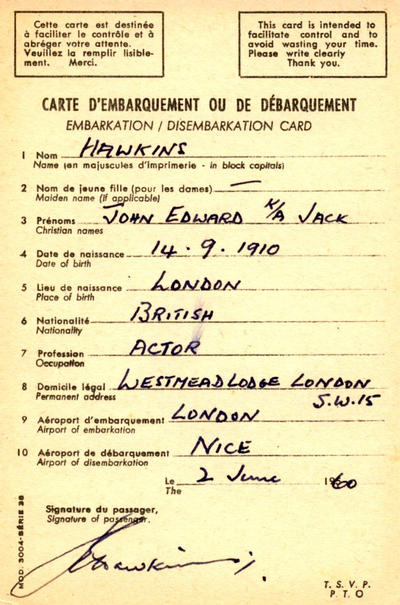 Cette carte est destinée
à faciliter le contrôle et à
abréger votre attente.
Veuillez la remplir lisible-
ment. Merci.
This card is intended to
facilitate control and to
avoid wasting your time.
Please write clearly
Thank you.
CARTE D'EMBARQUEMENT OU DE DÉBARQUEMENT
EMBARKATION / DISEMBARKATION CARD
1 Nom HAWKINS
Name (en majuscules d'imprimerie - in block capitals)
2 Nom de jeune fille (pour les dames) —
Maiden name (if applicable)
3 Prénoms JOHN EDWARD K/A JACK
Christian names
4 Date de naissance 14 . 9 . 1910
Date of birth
5 Lieu de naissance LONDON
Place of birth
6 Nationalité BRITISH
Nationality
7 Profession ACTOR
Occupation
8 Domicile légal WESTMEAD LODGE LONDON
Permanent address S.W.15
9 Aéroport d'embarquement LONDON
Airport of embarkation
10 Aéroport de débarquement NICE
Airport of disembarkation
Le 2 June 1960
The
Signature du passager,
Signature of passenger.
JHawkins
MOD. 3004-SÉRIE 38
T. S. V. P.
P. T. O